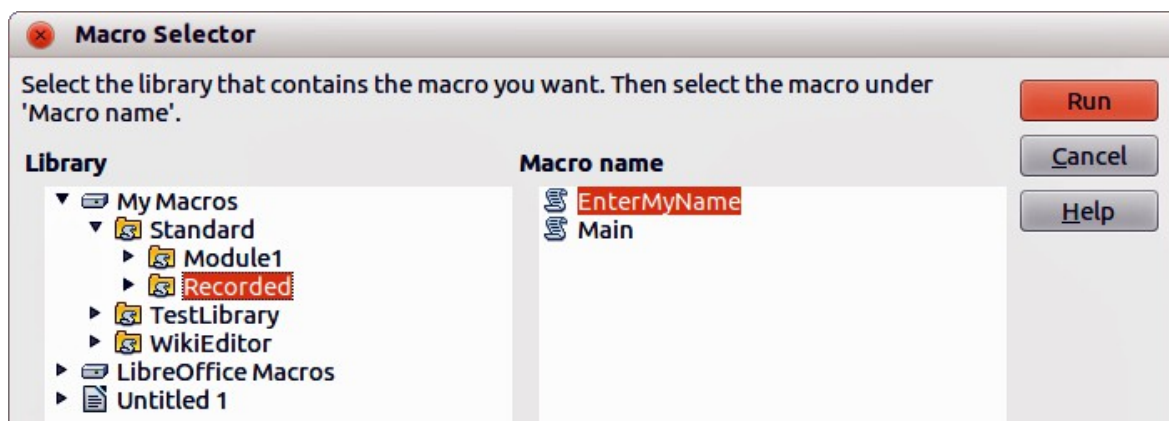 Macro Selector
Select the library that contains the macro you want. Then select the macro under
'Macro name'.
Run
Cancel
Help
Library
My Macros
Standard
Module1
Recorded
TestLibrary
WikiEditor
LibreOffice Macros
Untitled 1
Macro name
EnterMyName
Main